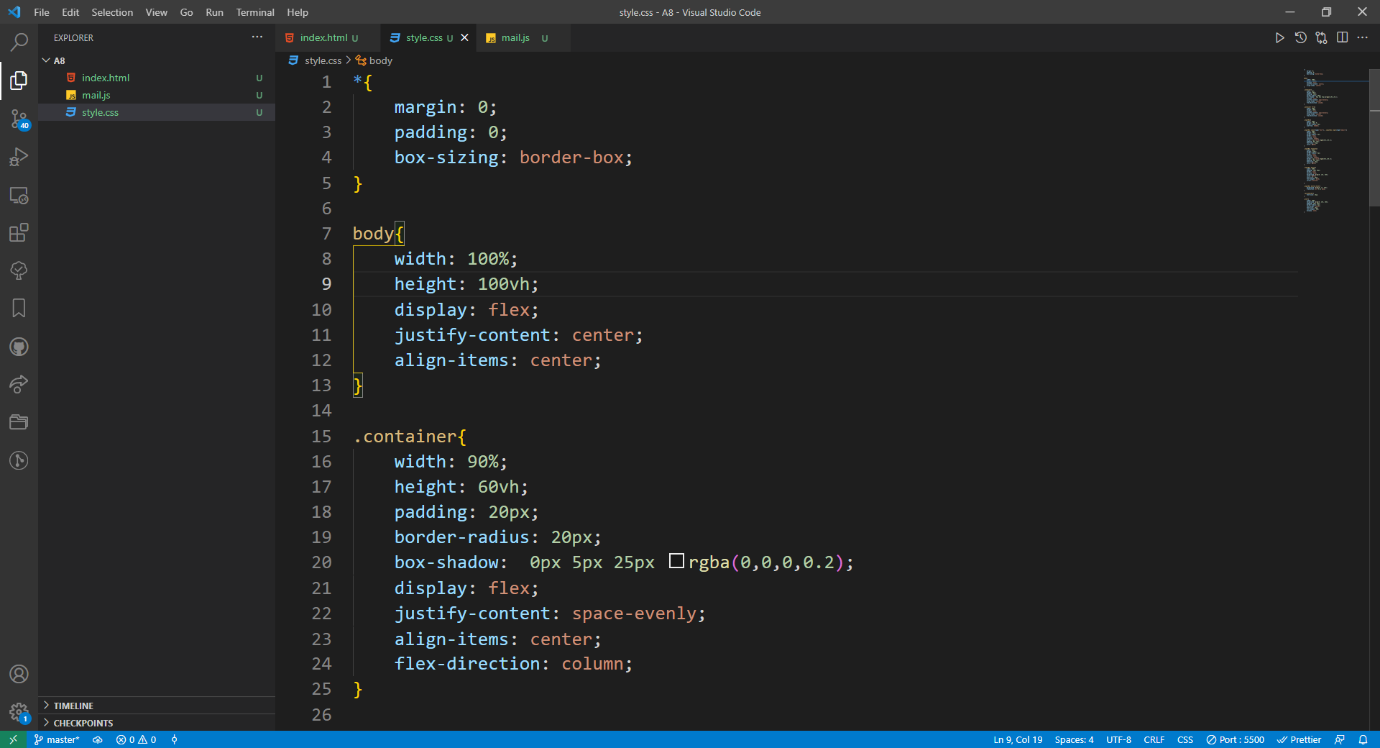 File Edit Selection View Go Run Terminal Help
style.css - A8 - Visual Studio Code
EXPLORER
A8
index.html U
mail.js U
style.css U
TIMELINE
CHECKPOINTS
40
1
index.html U
style.css U
mail.js U
style.css > body
1 *{
2 margin: 0;
3 padding: 0;
4 box-sizing: border-box;
5 }
6
7 body{
8 width: 100%;
9 height: 100vh;
10 display: flex;
11 justify-content: center;
12 align-items: center;
13 }
14
15 .container{
16 width: 90%;
17 height: 60vh;
18 padding: 20px;
19 border-radius: 20px;
20 box-shadow:  0px 5px 25px rgba(0,0,0,0.2);
21 display: flex;
22 justify-content: space-evenly;
23 align-items: center;
24 flex-direction: column;
25 }
26
master* 0 0 Ln 9, Col 19 Spaces: 4 UTF-8 CRLF CSS Port : 5500 Prettier